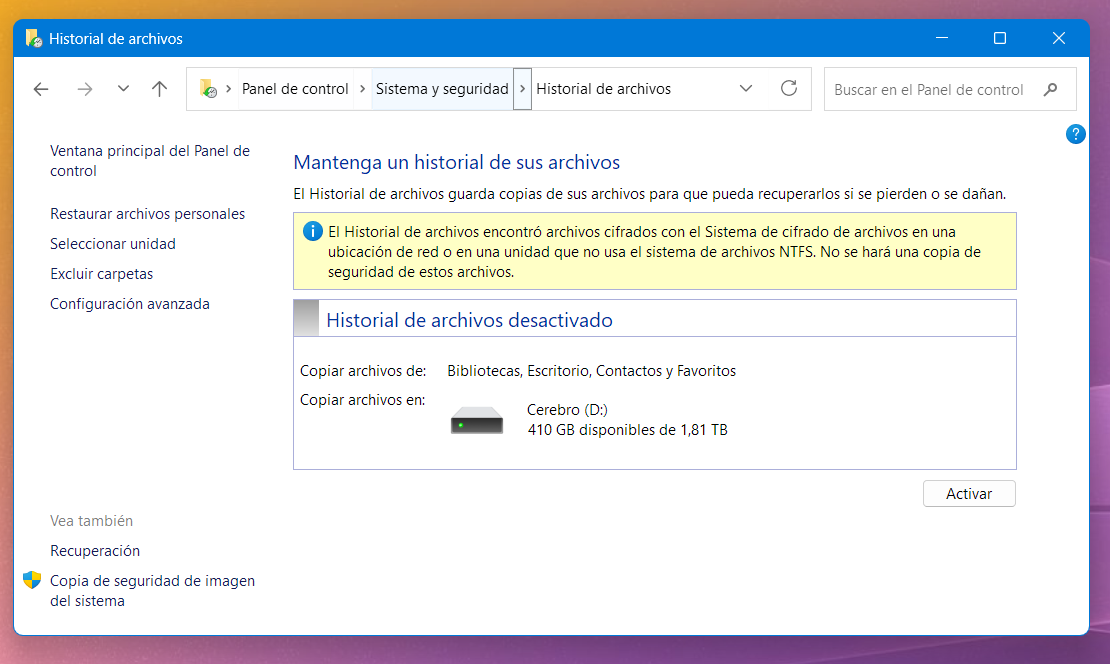 Historial de archivos
Panel de control > Sistema y seguridad > Historial de archivos
Buscar en el Panel de control
?
Ventana principal del Panel de
control
Restaurar archivos personales
Seleccionar unidad
Excluir carpetas
Configuración avanzada
Mantenga un historial de sus archivos
El Historial de archivos guarda copias de sus archivos para que pueda recuperarlos si se pierden o se dañan.
El Historial de archivos encontró archivos cifrados con el Sistema de cifrado de archivos en una
ubicación de red o en una unidad que no usa el sistema de archivos NTFS. No se hará una copia de
seguridad de estos archivos.
Historial de archivos desactivado
Copiar archivos de: Bibliotecas, Escritorio, Contactos y Favoritos
Copiar archivos en:
Cerebro (D:)
410 GB disponibles de 1,81 TB
Activar
Vea también
Recuperación
Copia de seguridad de imagen
del sistema